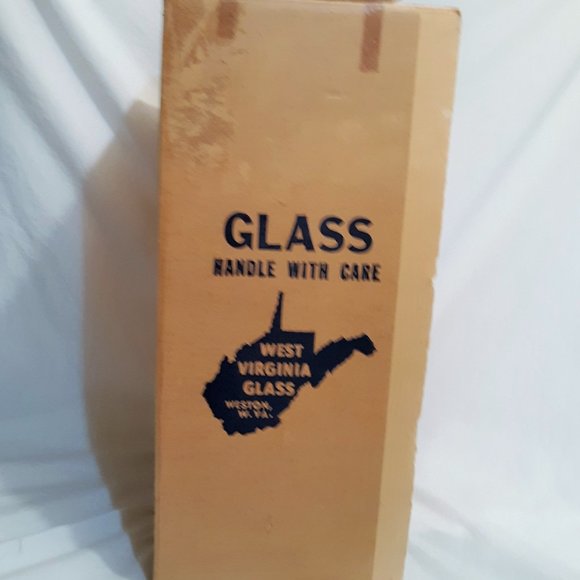 GLASS
HANDLE WITH CARE
WEST
VIRGINIA
GLASS
WESTON,
W. VA.